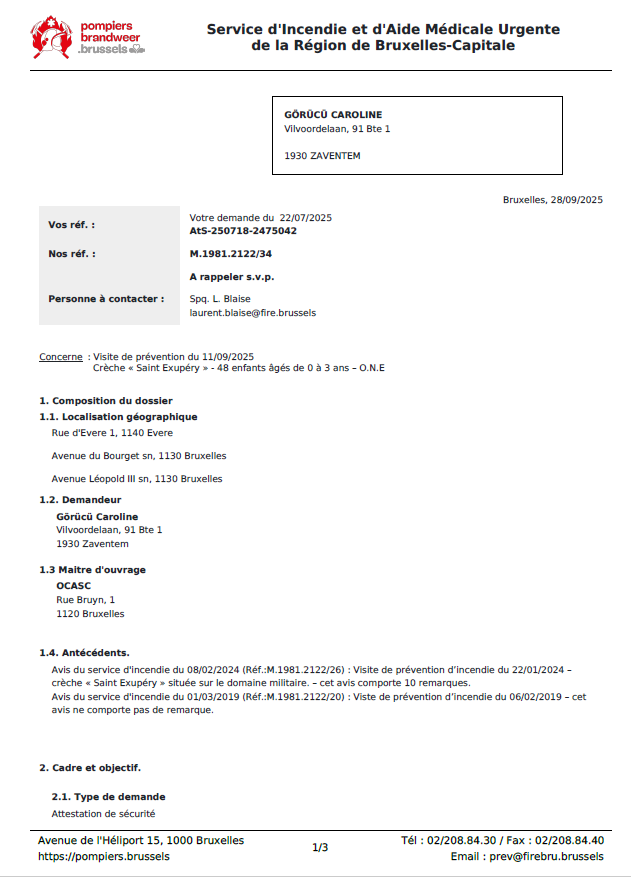 pompiers
brandweer
.brussels
Service d'Incendie et d'Aide Médicale Urgente
de la Région de Bruxelles-Capitale
GÖRÜCÜ CAROLINE
Vilvoordelaan, 91 Bte 1
1930 ZAVENTEM
Bruxelles, 28/09/2025
Vos réf. :
Votre demande du 22/07/2025
AtS-250718-2475042
Nos réf. :
M.1981.2122/34
A rappeler s.v.p.
Personne à contacter :
Spq. L. Blaise
laurent.blaise@fire.brussels
Concerne : Visite de prévention du 11/09/2025
Crèche « Saint Exupéry » - 48 enfants âgés de 0 à 3 ans – O.N.E
1. Composition du dossier
1.1. Localisation géographique
Rue d'Evere 1, 1140 Evere
Avenue du Bourget sn, 1130 Bruxelles
Avenue Léopold III sn, 1130 Bruxelles
1.2. Demandeur
Görücü Caroline
Vilvoordelaan, 91 Bte 1
1930 Zaventem
1.3 Maitre d'ouvrage
OCASC
Rue Bruyn, 1
1120 Bruxelles
1.4. Antécédents.
Avis du service d'incendie du 08/02/2024 (Réf.:M.1981.2122/26) : Visite de prévention d’incendie du 22/01/2024 –
crèche « Saint Exupéry » située sur le domaine militaire. – cet avis comporte 10 remarques.
Avis du service d'incendie du 01/03/2019 (Réf.:M.1981.2122/20) : Viste de prévention d’incendie du 06/02/2019 – cet
avis ne comporte pas de remarque.
2. Cadre et objectif.
2.1. Type de demande
Attestation de sécurité
Avenue de l'Héliport 15, 1000 Bruxelles
https://pompiers.brussels
1/3
Tél : 02/208.84.30 / Fax : 02/208.84.40
Email : prev@firebru.brussels